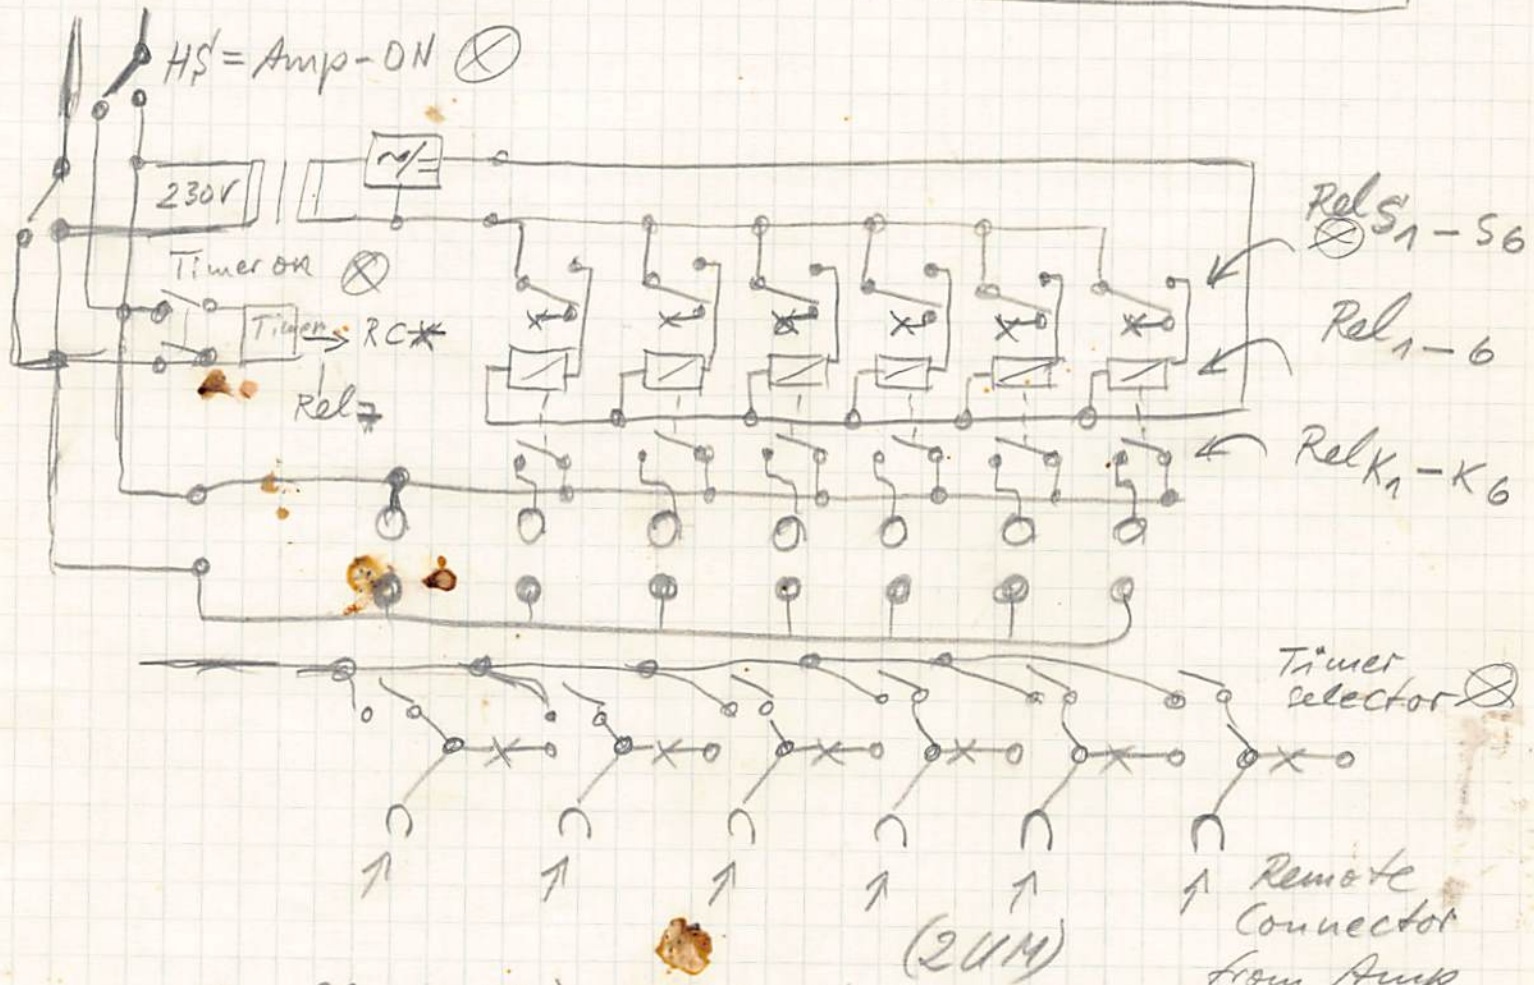 HS = Amp-ON
~/=
230V
Rel S1 - S6
Timer on
Timer → RC
Rel 1 - 6
Rel 7
Rel K1 - K6
Timer
selector
Remote
Connector
from Amp